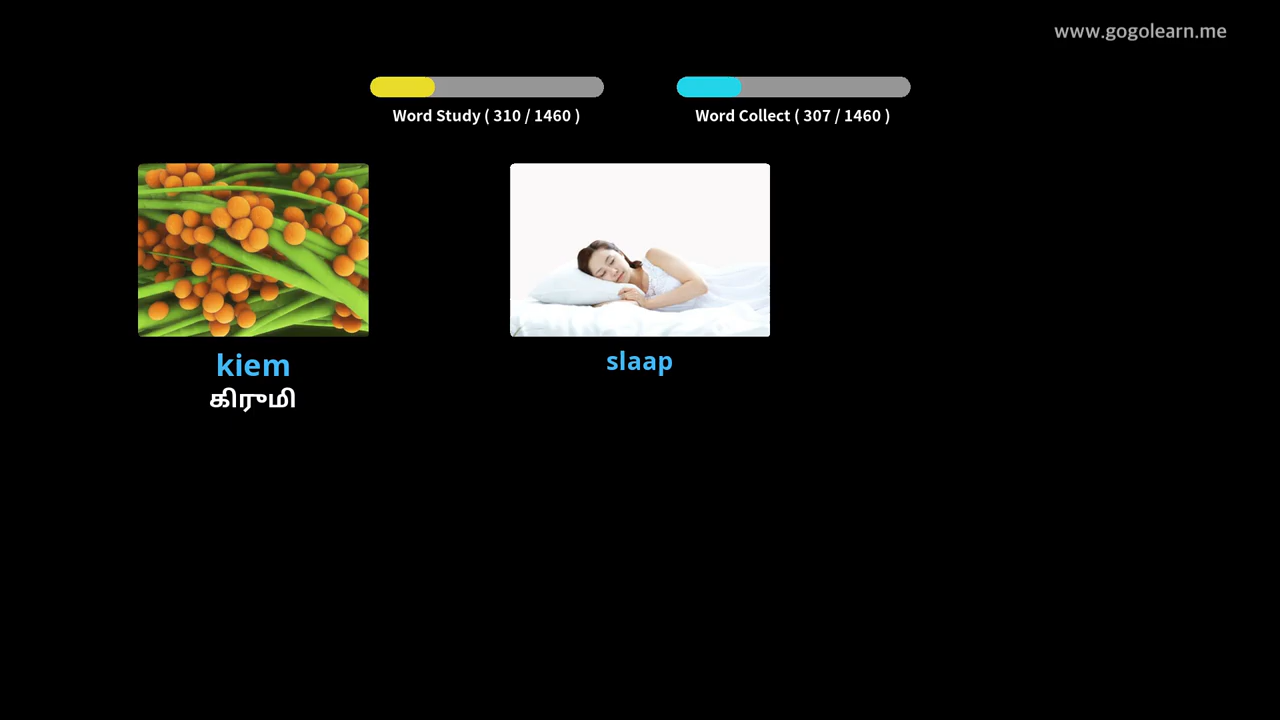 www.gogolearn.me
Word Study ( 310 / 1460 )
Word Collect ( 307 / 1460 )
kiem
கிருமி
slaap